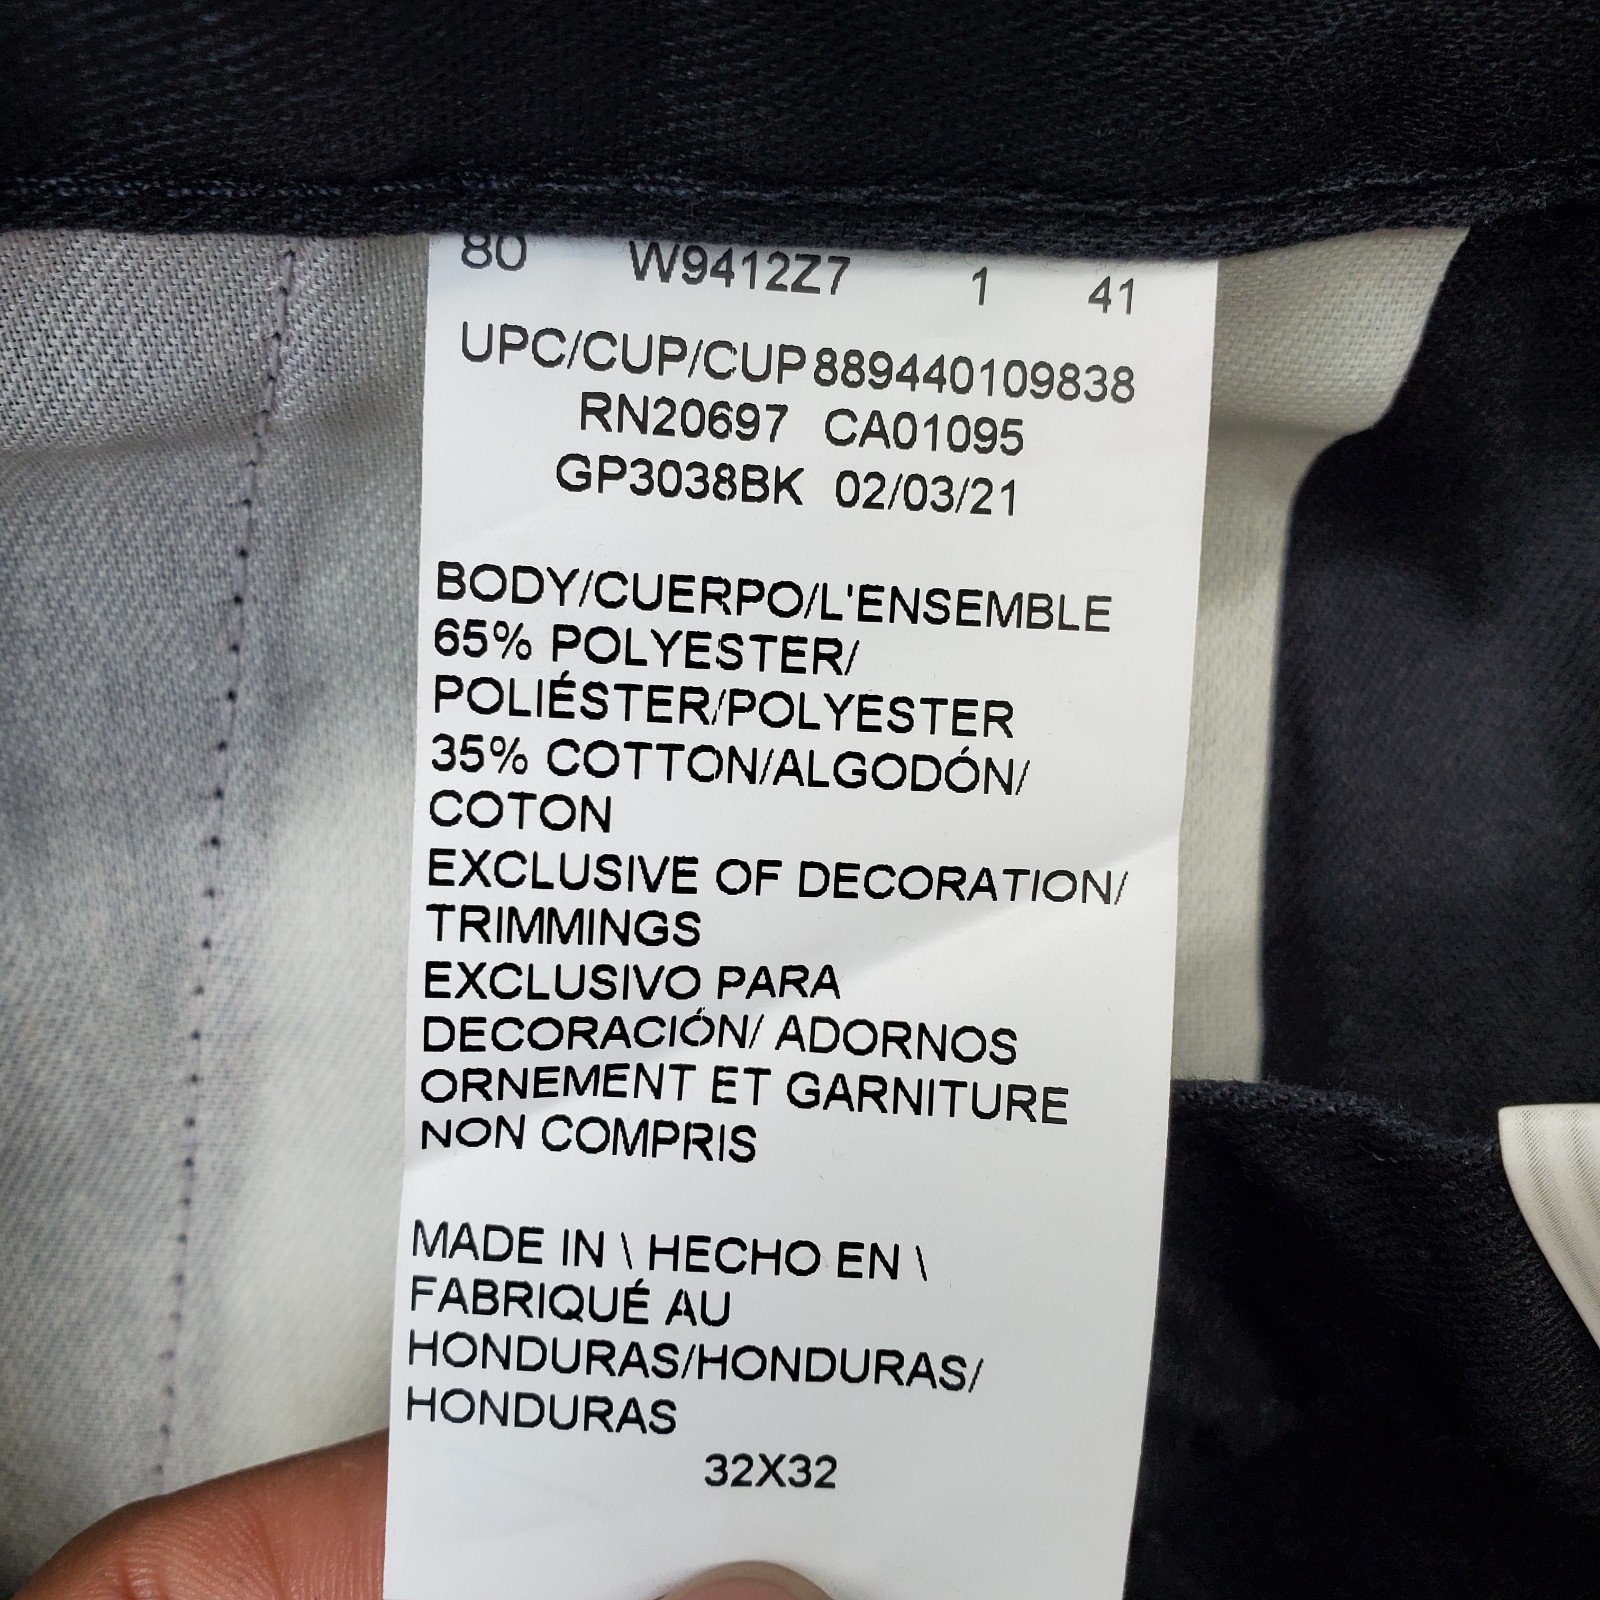 80 W9412Z7 1 41
UPC/CUP/CUP889440109838
RN20697 CA01095
GP3038BK 02/03/21
BODY/CUERPO/L'ENSEMBLE
65% POLYESTER/
POLIÉSTER/POLYESTER
35% COTTON/ALGODÓN/
COTON
EXCLUSIVE OF DECORATION/
TRIMMINGS
EXCLUSIVO PARA
DECORACIÓN/ ADORNOS
ORNEMENT ET GARNITURE
NON COMPRIS
MADE IN \ HECHO EN \
FABRIQUÉ AU
HONDURAS/HONDURAS/
HONDURAS
32X32